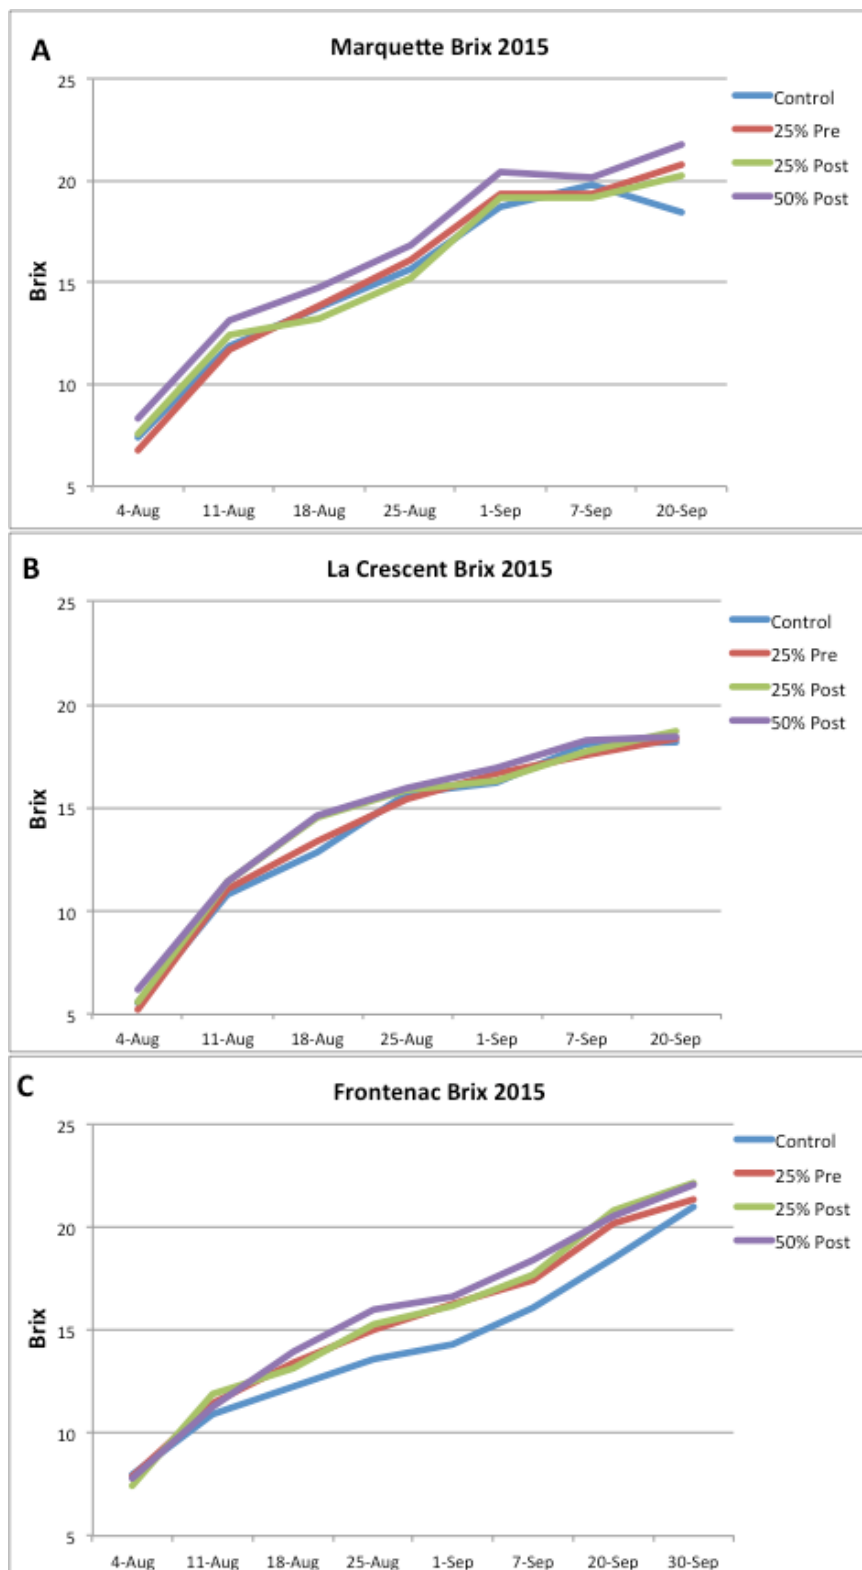 A
Marquette Brix 2015
25
20
15
10
5
Brix
4-Aug 11-Aug 18-Aug 25-Aug 1-Sep 7-Sep 20-Sep
Control
25% Pre
25% Post
50% Post
B
La Crescent Brix 2015
25
20
15
10
5
Brix
4-Aug 11-Aug 18-Aug 25-Aug 1-Sep 7-Sep 20-Sep
Control
25% Pre
25% Post
50% Post
C
Frontenac Brix 2015
25
20
15
10
5
Brix
4-Aug 11-Aug 18-Aug 25-Aug 1-Sep 7-Sep 20-Sep 30-Sep
Control
25% Pre
25% Post
50% Post